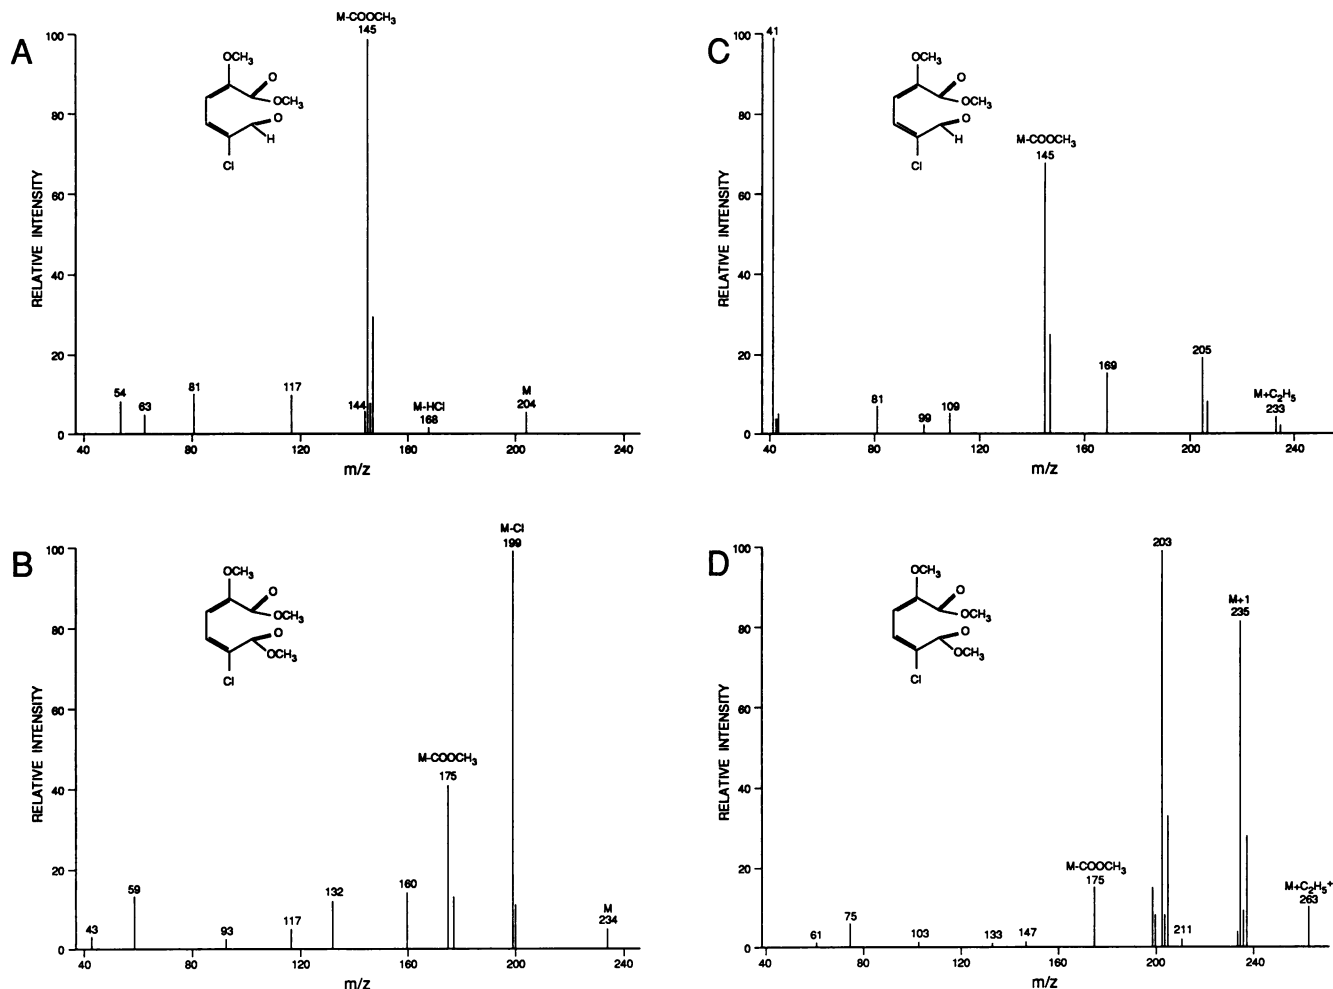 A
RELATIVE INTENSITY
100
80
60
40
20
0
OCH3
O
OCH3
O
H
Cl
M-COOCH3
145
54
63
81
117
144
M-HCl
168
M
204
40
80
120
160
200
240
m/z
C
RELATIVE INTENSITY
100
80
60
40
20
0
41
OCH3
O
OCH3
O
H
Cl
M-COOCH3
145
81
99
109
169
205
M+C2H5
233
40
80
120
160
200
240
m/z
B
RELATIVE INTENSITY
100
80
60
40
20
0
OCH3
O
OCH3
O
OCH3
Cl
M-Cl
199
M-COOCH3
175
43
59
93
117
132
160
M
234
40
80
120
160
200
240
m/z
D
RELATIVE INTENSITY
100
80
60
40
20
0
OCH3
O
OCH3
O
OCH3
Cl
203
M+1
235
M-COOCH3
175
M+C2H5+
263
61
75
103
133
147
211
40
80
120
160
200
240
m/z